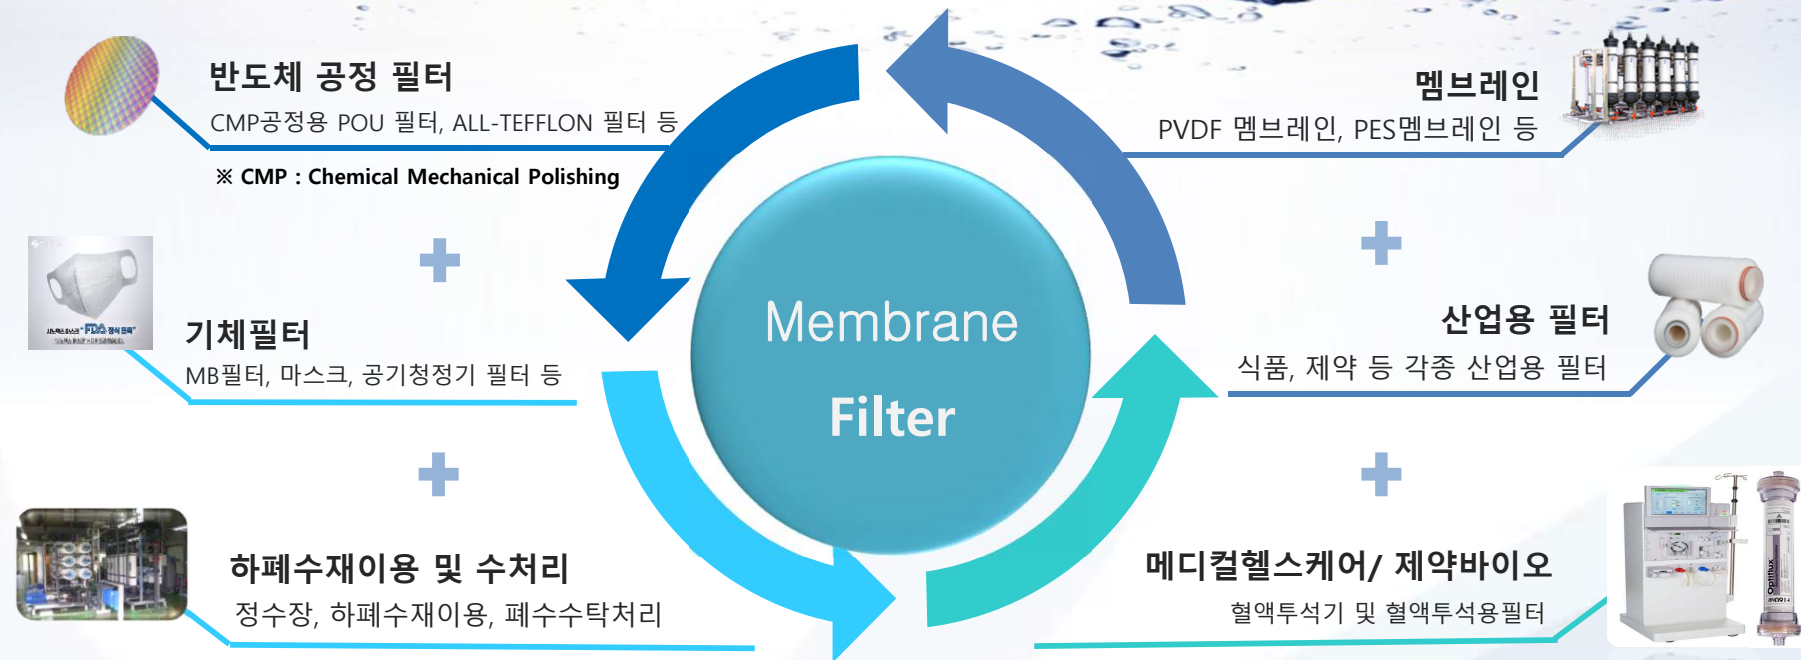 반도체 공정 필터
CMP공정용 POU 필터, ALL-TEFFLON 필터 등
※ CMP : Chemical Mechanical Polishing
기체필터
MB필터, 마스크, 공기청정기 필터 등
FDA 정식 등록"
하폐수재이용 및 수처리
정수장, 하폐수재이용, 폐수수탁처리
Membrane
Filter
멤브레인
PVDF 멤브레인, PES멤브레인 등
산업용 필터
식품, 제약 등 각종 산업용 필터
메디컬헬스케어/ 제약바이오
혈액투석기 및 혈액투석용필터
Optiflux